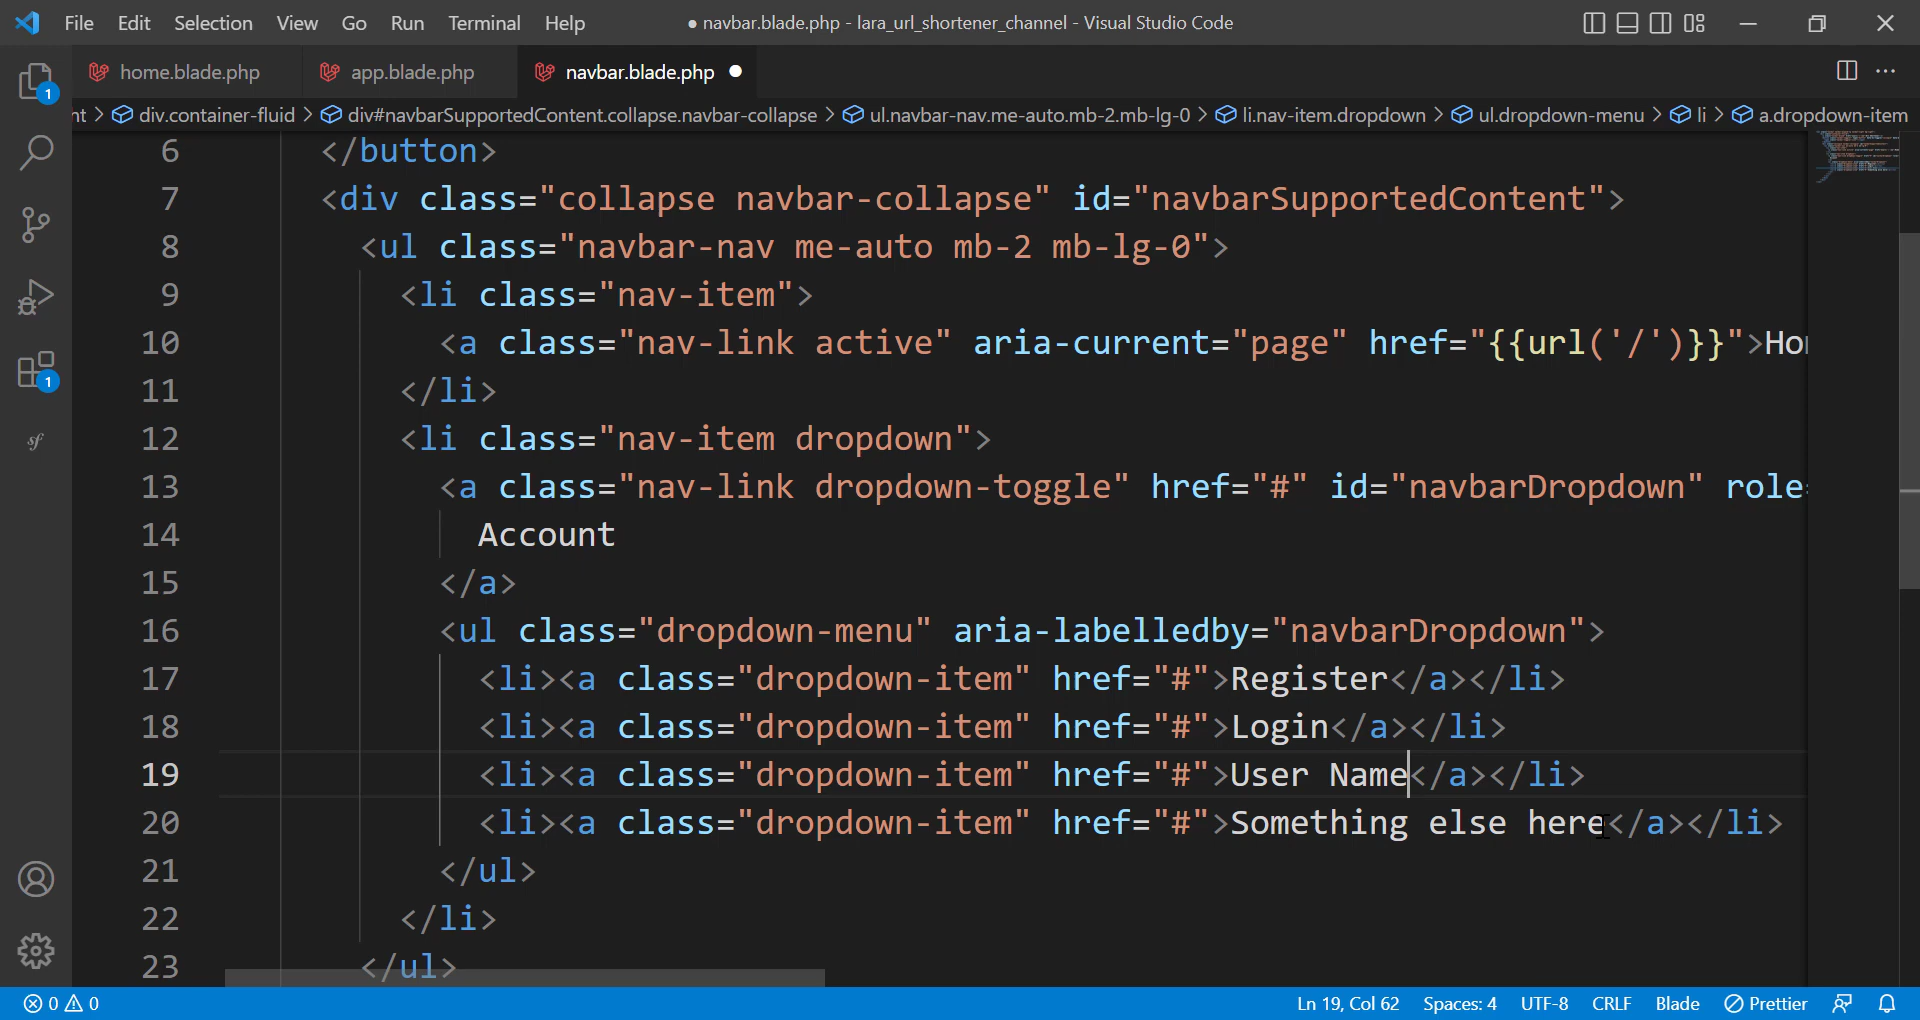 File Edit Selection View Go Run Terminal Help ● navbar.blade.php - lara_url_shortener_channel - Visual Studio Code
home.blade.php app.blade.php navbar.blade.php ●
nt > div.container-fluid > div#navbarSupportedContent.collapse.navbar-collapse > ul.navbar-nav.me-auto.mb-2.mb-lg-0 > li.nav-item.dropdown > ul.dropdown-menu > li > a.dropdown-item
1
6 </button>
7 <div class="collapse navbar-collapse" id="navbarSupportedContent">
8 <ul class="navbar-nav me-auto mb-2 mb-lg-0">
9 <li class="nav-item">
10 <a class="nav-link active" aria-current="page" href="{{url('/')}}">Ho
11 </li>
1
12 <li class="nav-item dropdown">
sf
13 <a class="nav-link dropdown-toggle" href="#" id="navbarDropdown" role=
14 Account
15 </a>
16 <ul class="dropdown-menu" aria-labelledby="navbarDropdown">
17 <li><a class="dropdown-item" href="#">Register</a></li>
18 <li><a class="dropdown-item" href="#">Login</a></li>
19 <li><a class="dropdown-item" href="#">User Name</a></li>
20 <li><a class="dropdown-item" href="#">Something else here</a></li>
21 </ul>
22 </li>
23 </ul>
0 0 Ln 19, Col 62 Spaces: 4 UTF-8 CRLF Blade Prettier